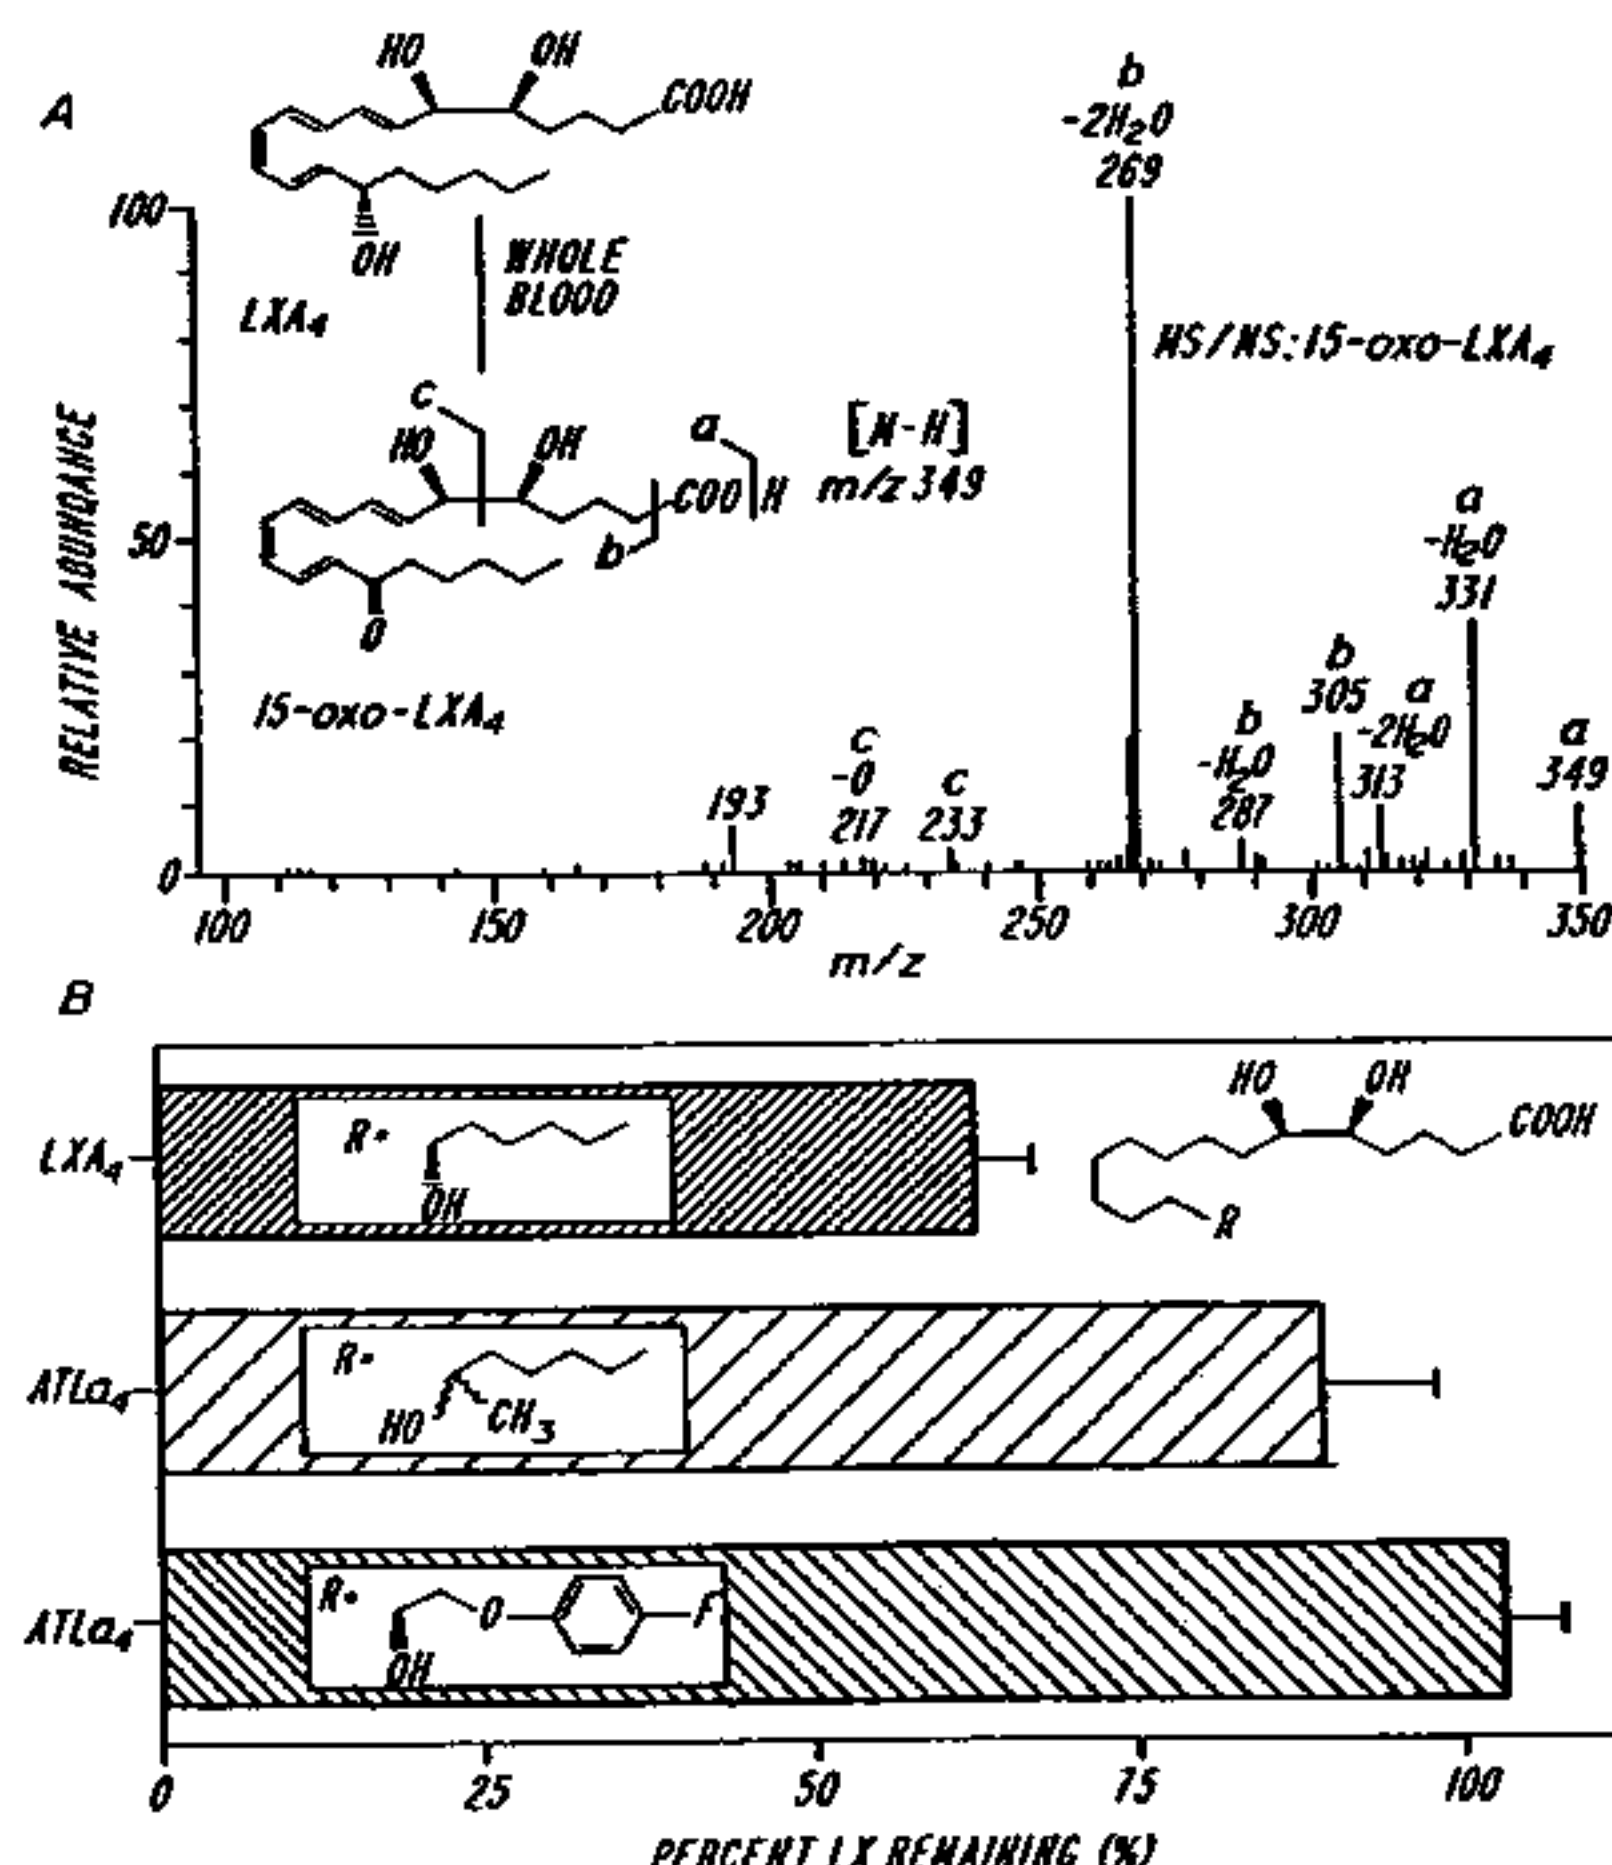 A
HO OH
COOH
OH
LXA4
WHOLE
BLOOD
b
-2H2O
269
MS/MS: 15-oxo-LXA4
c
HO OH
a
COO H
b
O
[M-H]
m/z 349
15-oxo-LXA4
a
-H2O
331
b
305
a
-2H2O
313
a
349
b
-H2O
287
c
-O
217
c
233
193
RELATIVE ABUNDANCE
100
50
0
100 150 200 250 300 350
m/z
B
LXA4
R=
OH
HO OH
COOH
R
ATLa4
R=
HO CH3
ATLa4
R=
O F
OH
0 25 50 75 100
PERCENT LX REMAINING (%)